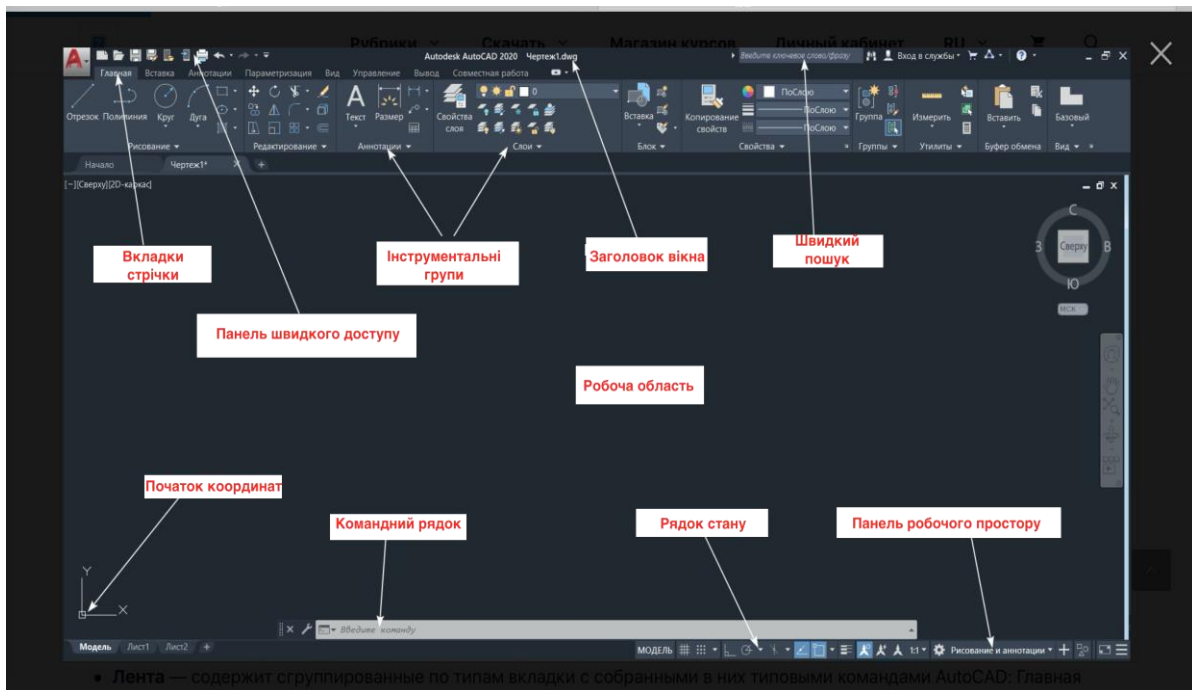 Рубрики Скачать Магазин курсов Личный кабинет RU
Autodesk AutoCAD 2020 Чертеж1.dwg
Введите ключевое слово/фразу
Вход в службы
Главная Вставка Аннотации Параметризация Вид Управление Вывод Совместная работа
Отрезок Полилиния Круг Дуга
Текст Размер
Свойства слоя
0
Вставка
Копирование свойств
ПоСлою
ПоСлою
ПоСлою
Группа
Измерить
Вставить
Базовый
Рисование Редактирование Аннотации Слои Блок Свойства Группы Утилиты Буфер обмена Вид
Начало Чертеж1*
[−][Сверху][2D-каркас]
С
З Сверху В
Ю
МСК
Вкладки
стрічки
Інструментальні
групи
Заголовок вікна
Швидкий
пошук
Панель швидкого доступу
Робоча область
Початок координат
Командний рядок
Рядок стану
Панель робочого простору
Y
X
Введите команду
Модель Лист1 Лист2 +
МОДЕЛЬ
1:1
Рисование и аннотации
• Лента — содержит сгруппированные по типам вкладки с собранными в них типовыми командами AutoCAD: Главная